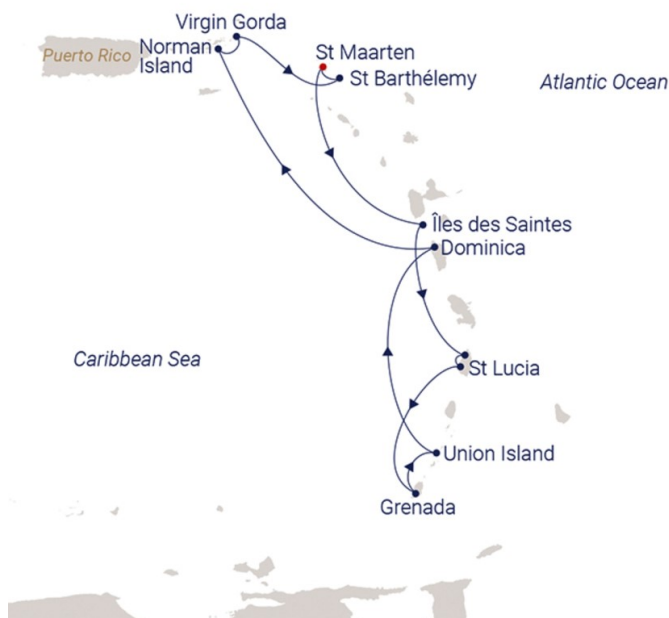 Virgin Gorda
Puerto Rico
Norman
Island
St Maarten
St Barthélemy
Atlantic Ocean
Îles des Saintes
Dominica
Caribbean Sea
St Lucia
Union Island
Grenada